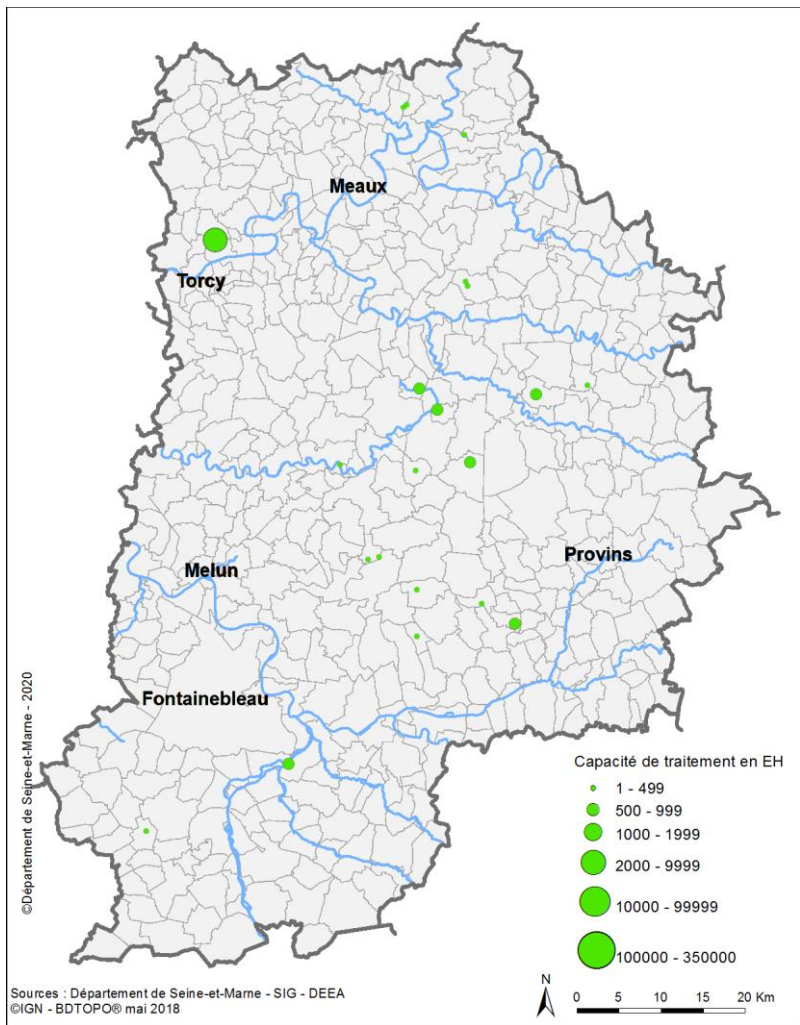 Meaux
Torcy
Provins
Melun
Fontainebleau
©Département de Seine-et-Marne - 2020
Capacité de traitement en EH
1 - 499
500 - 999
1000 - 1999
2000 - 9999
10000 - 99999
100000 - 350000
Sources : Département de Seine-et-Marne - SIG - DEEA
©IGN - BDTOPO® mai 2018
N
0 5 10 15 20 Km